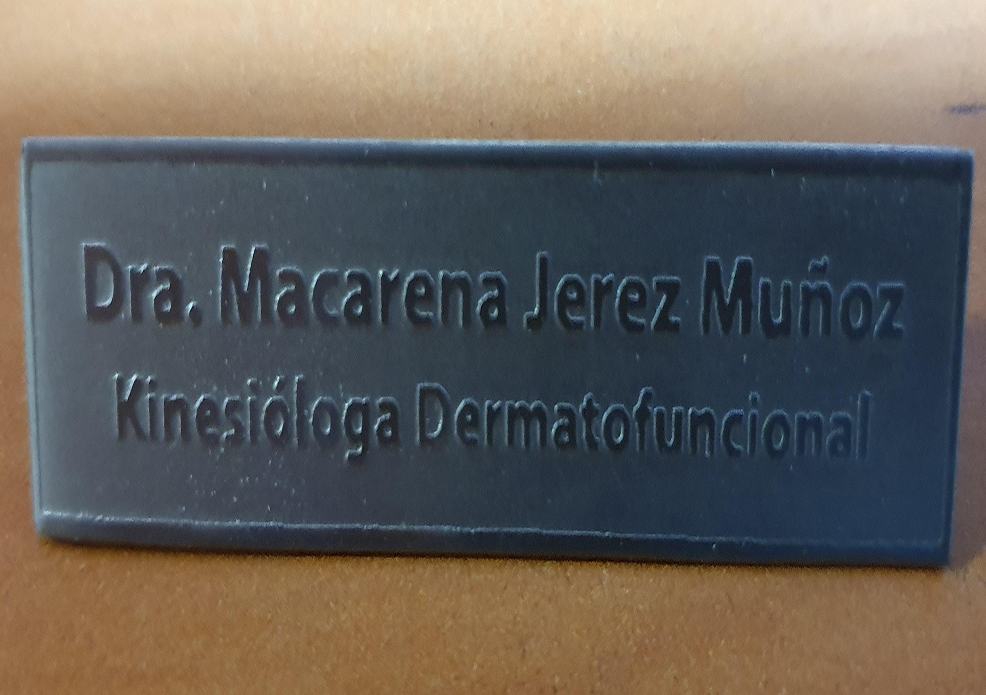 Dra. Macarena Jerez Muñoz
Kinesióloga Dermatofuncional